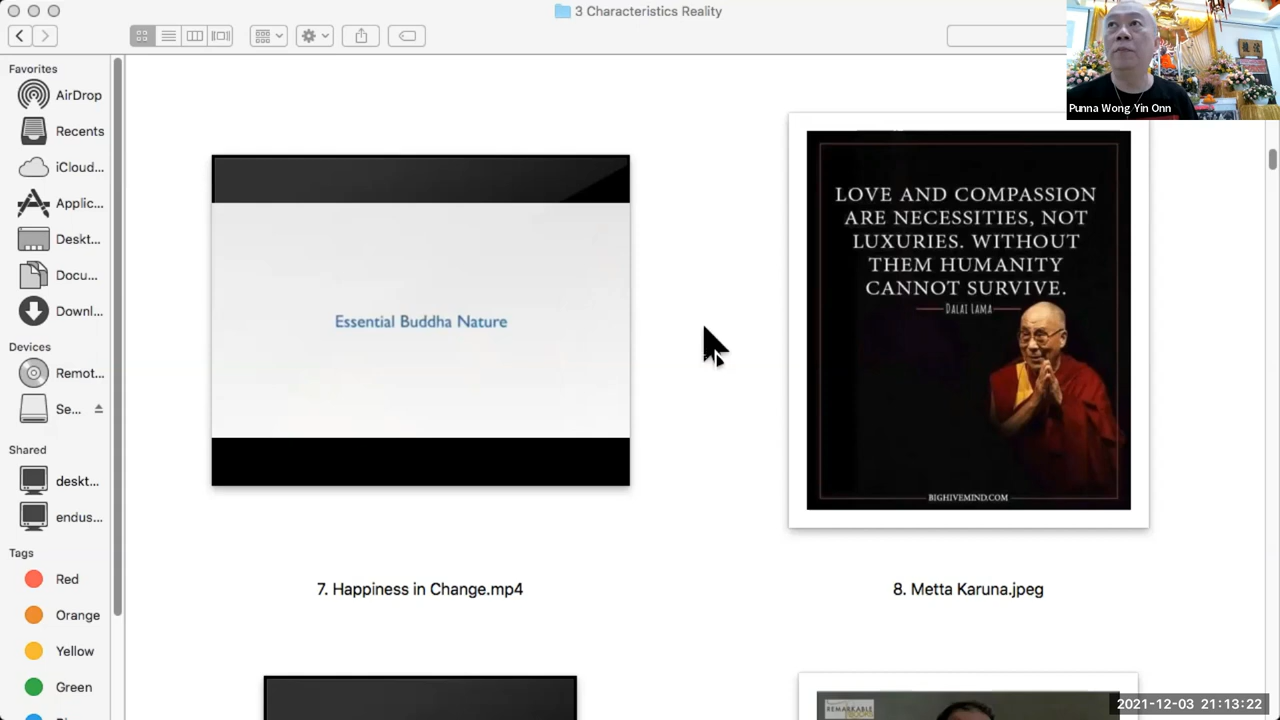 3 Characteristics Reality
Punna Wong Yin Onn
Favorites
AirDrop
Recents
iCloud...
Applic...
Deskt...
Docu...
Downl...
Devices
Remot...
Se...
Shared
deskt...
endus...
Tags
Red
Orange
Yellow
Green
Essential Buddha Nature
7. Happiness in Change.mp4
LOVE AND COMPASSION
ARE NECESSITIES, NOT
LUXURIES. WITHOUT
THEM HUMANITY
CANNOT SURVIVE.
DALAI LAMA
BIGHIVEMIND.COM
8. Metta Karuna.jpeg
REMARKABLE
2021-12-03 21:13:22